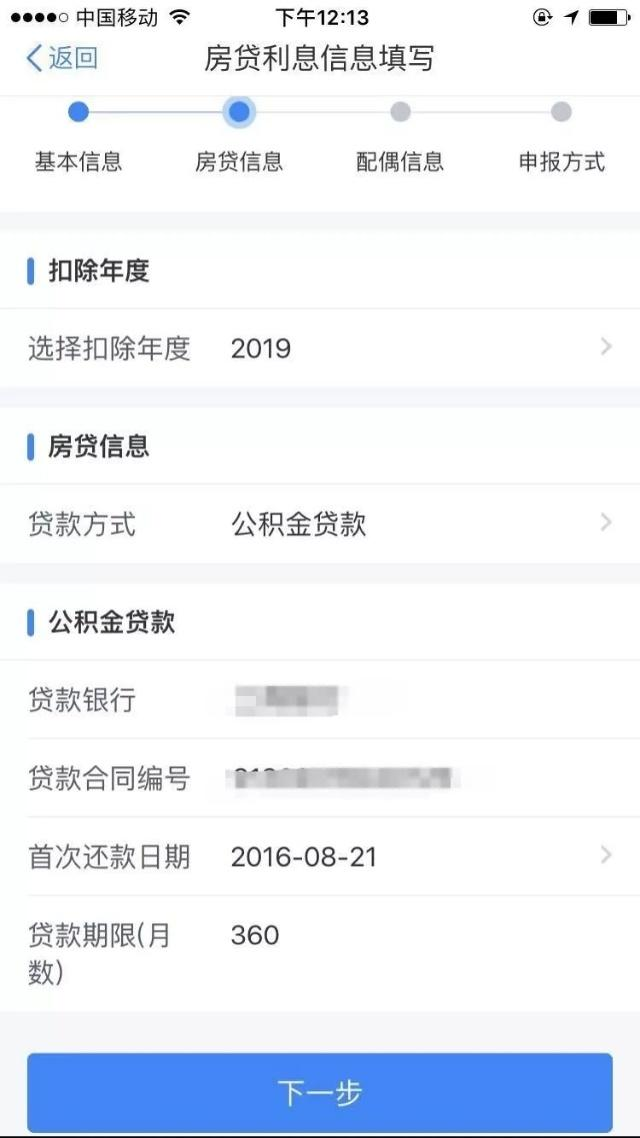 中国移动 下午12:13
返回 房贷利息信息填写
基本信息 房贷信息 配偶信息 申报方式
扣除年度
选择扣除年度 2019
房贷信息
贷款方式 公积金贷款
公积金贷款
贷款银行
贷款合同编号
首次还款日期 2016-08-21
贷款期限(月 360
数)
下一步